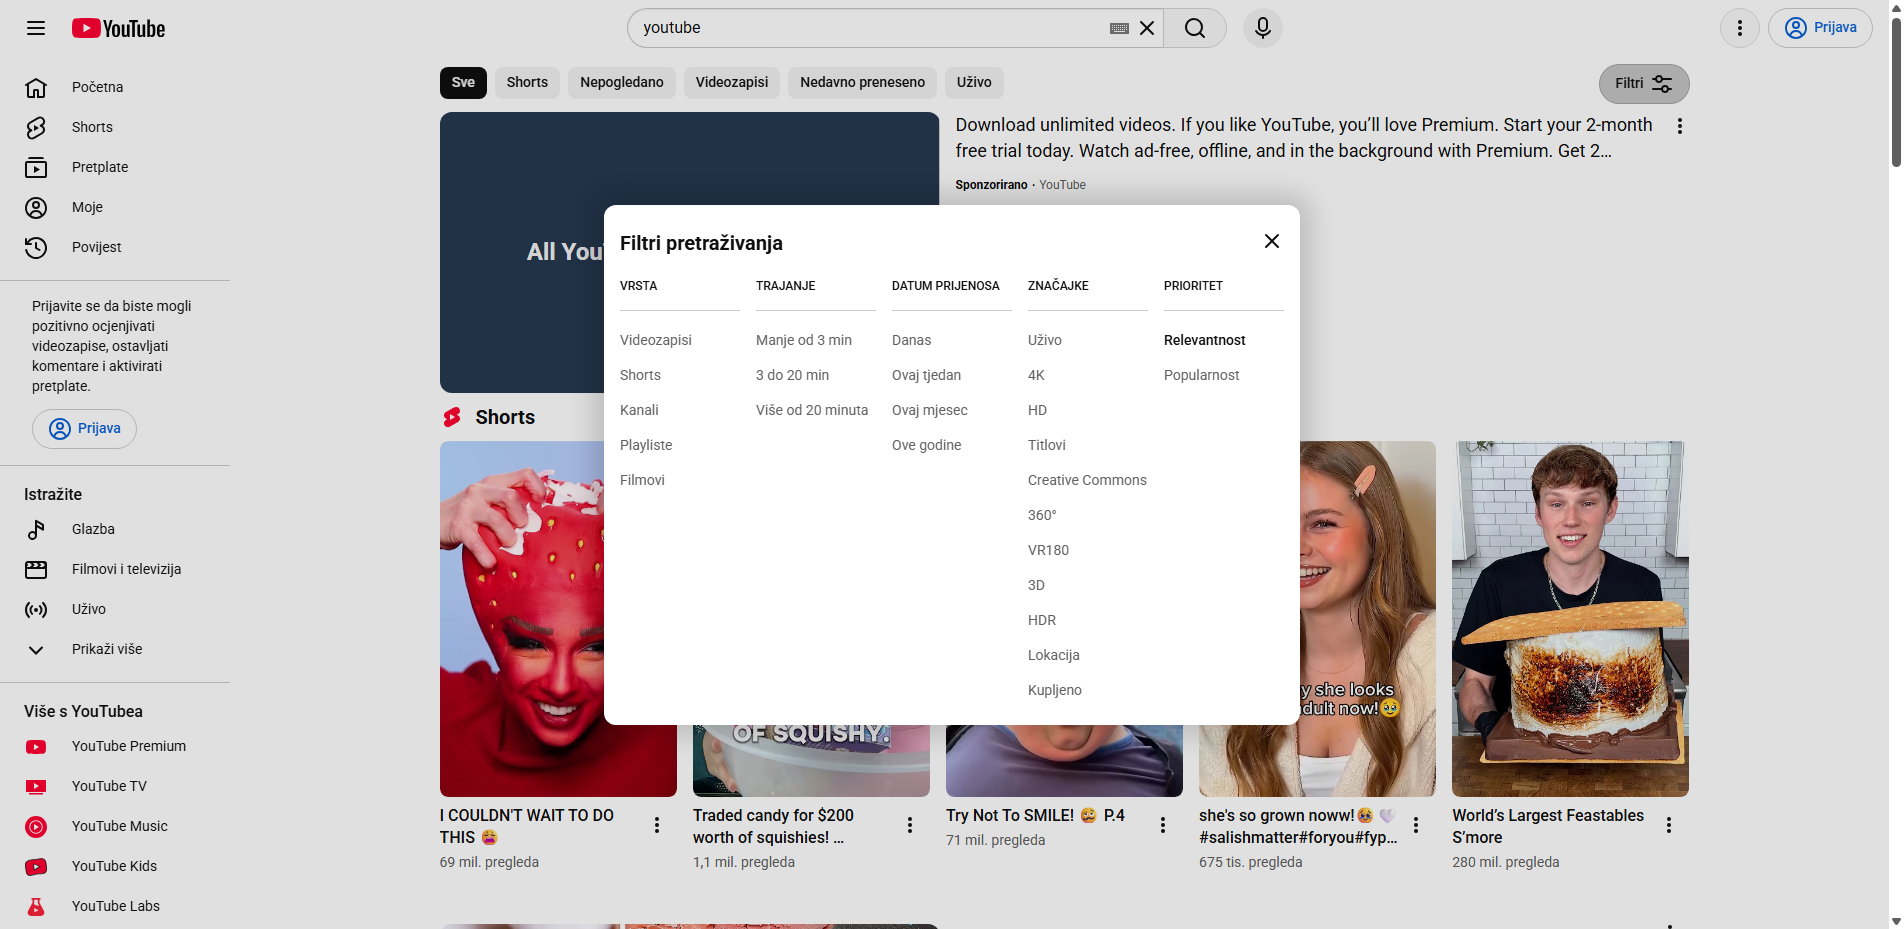 YouTube
youtube
Prijava
Početna
Shorts
Pretplate
Moje
Povijest
Prijavite se da biste mogli
pozitivno ocjenjivati
videozapise, ostavljati
komentare i aktivirati
pretplate.
Prijava
Istražite
Glazba
Filmovi i televizija
Uživo
Prikaži više
Više s YouTubea
YouTube Premium
YouTube TV
YouTube Music
YouTube Kids
YouTube Labs
Sve
Shorts
Nepogledano
Videozapisi
Nedavno preneseno
Uživo
Filtri
All You
Download unlimited videos. If you like YouTube, you’ll love Premium. Start your 2-month
free trial today. Watch ad-free, offline, and in the background with Premium. Get 2...
Sponzorirano · YouTube
Filtri pretraživanja
VRSTA
Videozapisi
Shorts
Kanali
Playliste
Filmovi
TRAJANJE
Manje od 3 min
3 do 20 min
Više od 20 minuta
DATUM PRIJENOSA
Danas
Ovaj tjedan
Ovaj mjesec
Ove godine
ZNAČAJKE
Uživo
4K
HD
Titlovi
Creative Commons
360°
VR180
3D
HDR
Lokacija
Kupljeno
PRIORITET
Relevantnost
Popularnost
Shorts
OF SQUISHY.
y she looks
dult now!🥹
I COULDN'T WAIT TO DO
THIS 😩
69 mil. pregleda
Traded candy for $200
worth of squishies! ...
1,1 mil. pregleda
Try Not To SMILE! 😆 P.4
71 mil. pregleda
she's so grown noww!🥹 🤍
#salishmatter#foryou#fyp...
675 tis. pregleda
World’s Largest Feastables
S’more
280 mil. pregleda